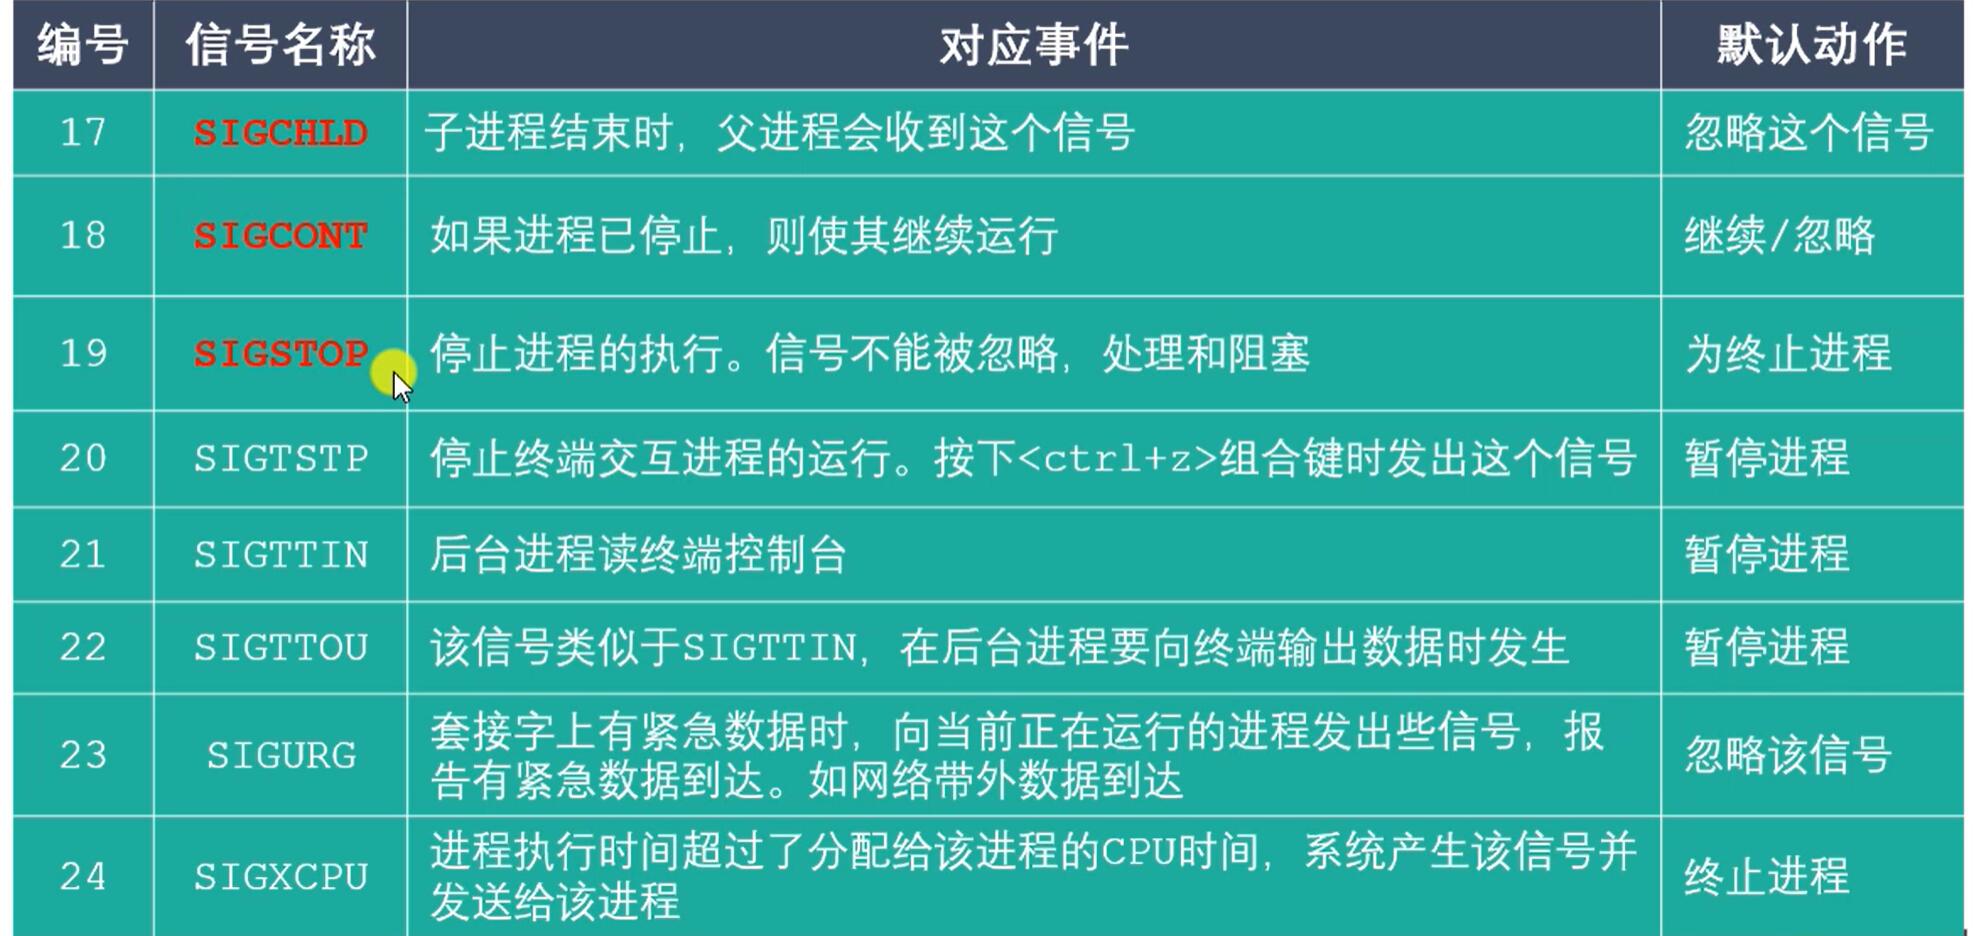 编号 信号名称 对应事件 默认动作
17 SIGCHLD 子进程结束时，父进程会收到这个信号 忽略这个信号
18 SIGCONT 如果进程已停止，则使其继续运行 继续/忽略
19 SIGSTOP 停止进程的执行。信号不能被忽略，处理和阻塞 为终止进程
20 SIGTSTP 停止终端交互进程的运行。按下<ctrl+z>组合键时发出这个信号 暂停进程
21 SIGTTIN 后台进程读终端控制台 暂停进程
22 SIGTTOU 该信号类似于SIGTTIN，在后台进程要向终端输出数据时发生 暂停进程
23 SIGURG 套接字上有紧急数据时，向当前正在运行的进程发出些信号，报
告有紧急数据到达。如网络带外数据到达 忽略该信号
24 SIGXCPU 进程执行时间超过了分配给该进程的CPU时间，系统产生该信号并
发送给该进程 终止进程